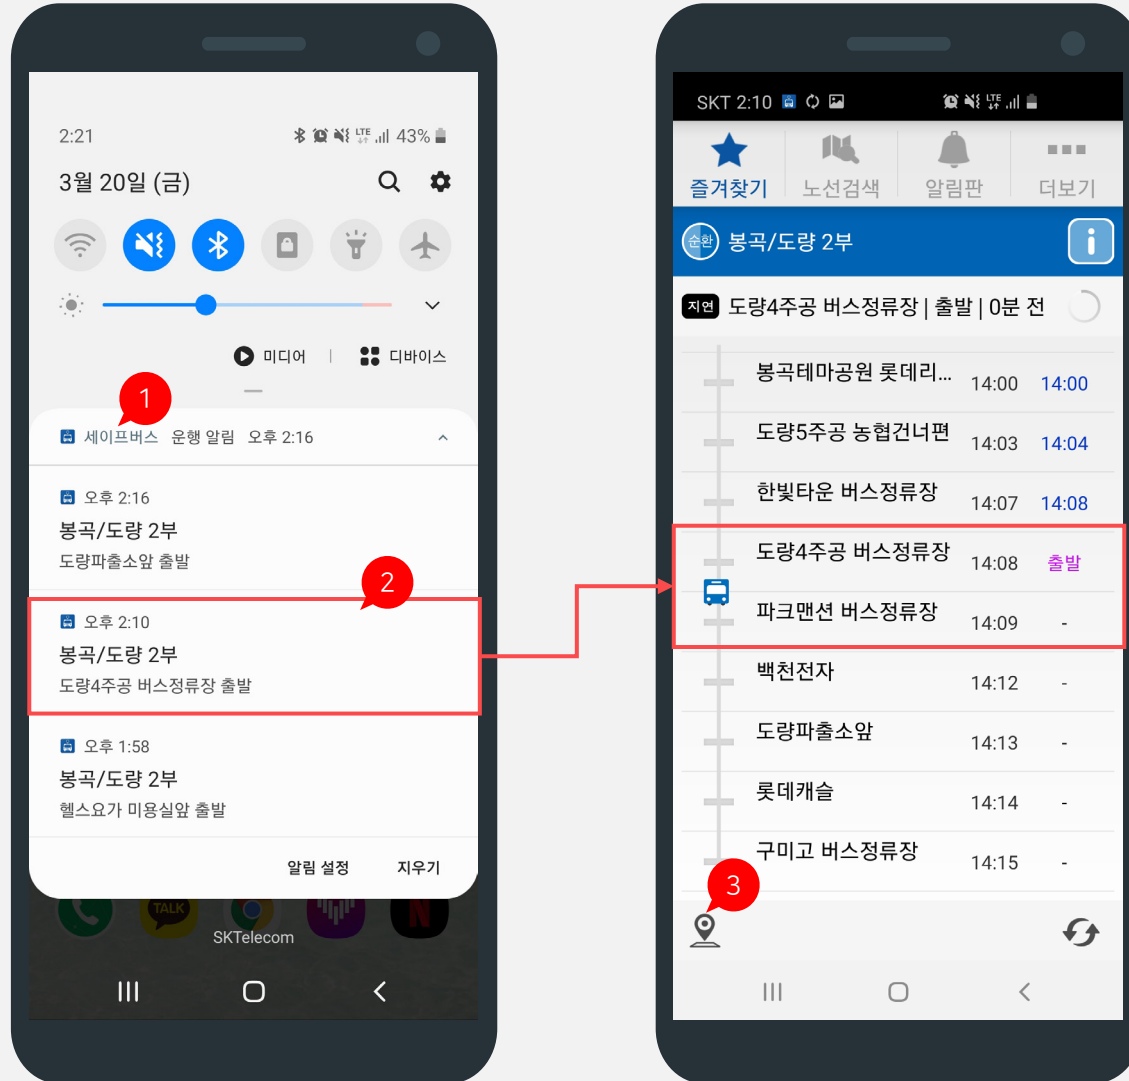 2:21
LTE
43%
3월 20일 (금)
미디어 | 디바이스
1
세이프버스 운행 알림 오후 2:16
오후 2:16
봉곡/도량 2부
도량파출소앞 출발
2
오후 2:10
봉곡/도량 2부
도량4주공 버스정류장 출발
오후 1:58
봉곡/도량 2부
헬스요가 미용실앞 출발
알림 설정 지우기
TALK
SKTelecom
SKT 2:10
LTE
즐겨찾기 노선검색 알림판 더보기
순환 봉곡/도량 2부
i
지연 도량4주공 버스정류장 | 출발 | 0분 전
봉곡테마공원 롯데리... 14:00 14:00
도량5주공 농협건너편 14:03 14:04
한빛타운 버스정류장 14:07 14:08
도량4주공 버스정류장 14:08 출발
파크맨션 버스정류장 14:09 -
백천전자 14:12 -
도량파출소앞 14:13 -
롯데캐슬 14:14 -
구미고 버스정류장 14:15 -
3